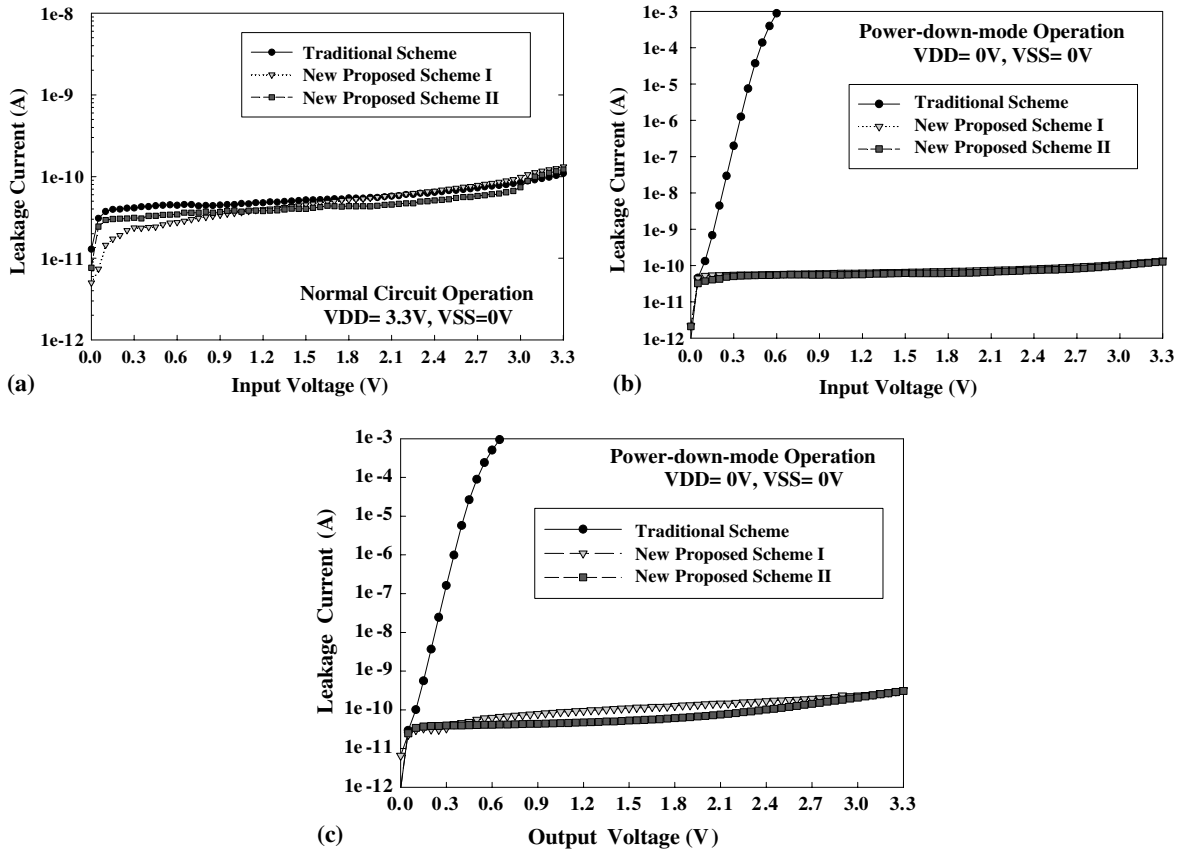 1e-8
1e-9
1e-10
1e-11
1e-12
Leakage Current (A)
Traditional Scheme
New Proposed Scheme I
New Proposed Scheme II
Normal Circuit Operation
VDD= 3.3V, VSS=0V
0.0 0.3 0.6 0.9 1.2 1.5 1.8 2.1 2.4 2.7 3.0 3.3
Input Voltage (V)
(a)
1e-3
1e-4
1e-5
1e-6
1e-7
1e-8
1e-9
1e-10
1e-11
1e-12
Leakage Current (A)
Power-down-mode Operation
VDD= 0V, VSS= 0V
Traditional Scheme
New Proposed Scheme I
New Proposed Scheme II
0.0 0.3 0.6 0.9 1.2 1.5 1.8 2.1 2.4 2.7 3.0 3.3
Input Voltage (V)
(b)
1e-3
1e-4
1e-5
1e-6
1e-7
1e-8
1e-9
1e-10
1e-11
1e-12
Leakage Current (A)
Power-down-mode Operation
VDD= 0V, VSS= 0V
Traditional Scheme
New Proposed Scheme I
New Proposed Scheme II
0.0 0.3 0.6 0.9 1.2 1.5 1.8 2.1 2.4 2.7 3.0 3.3
Output Voltage (V)
(c)